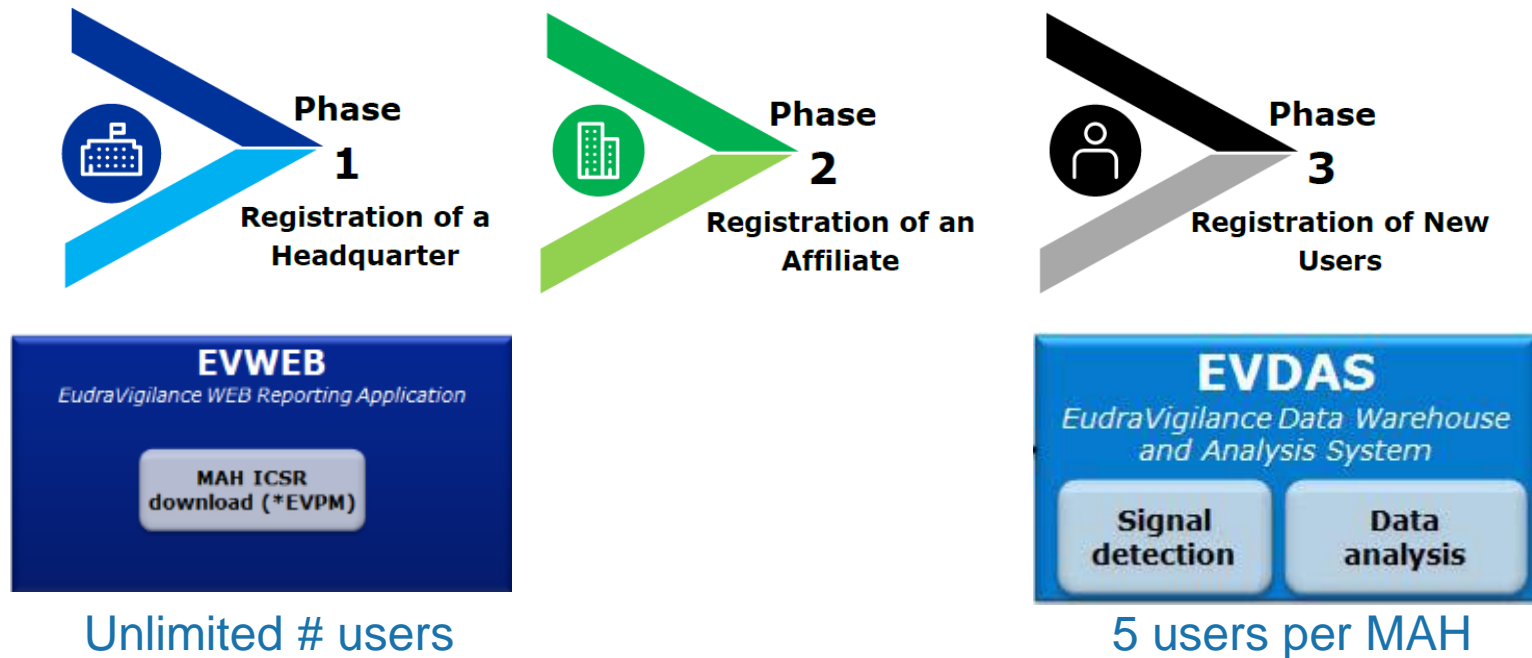 Phase
1
Registration of a
Headquarter
Phase
2
Registration of an
Affiliate
Phase
3
Registration of New
Users
EVWEB
EudraVigilance WEB Reporting Application
MAH ICSR
download (*EVPM)
Unlimited # users
EVDAS
EudraVigilance Data Warehouse
and Analysis System
Signal
detection
Data
analysis
5 users per MAH